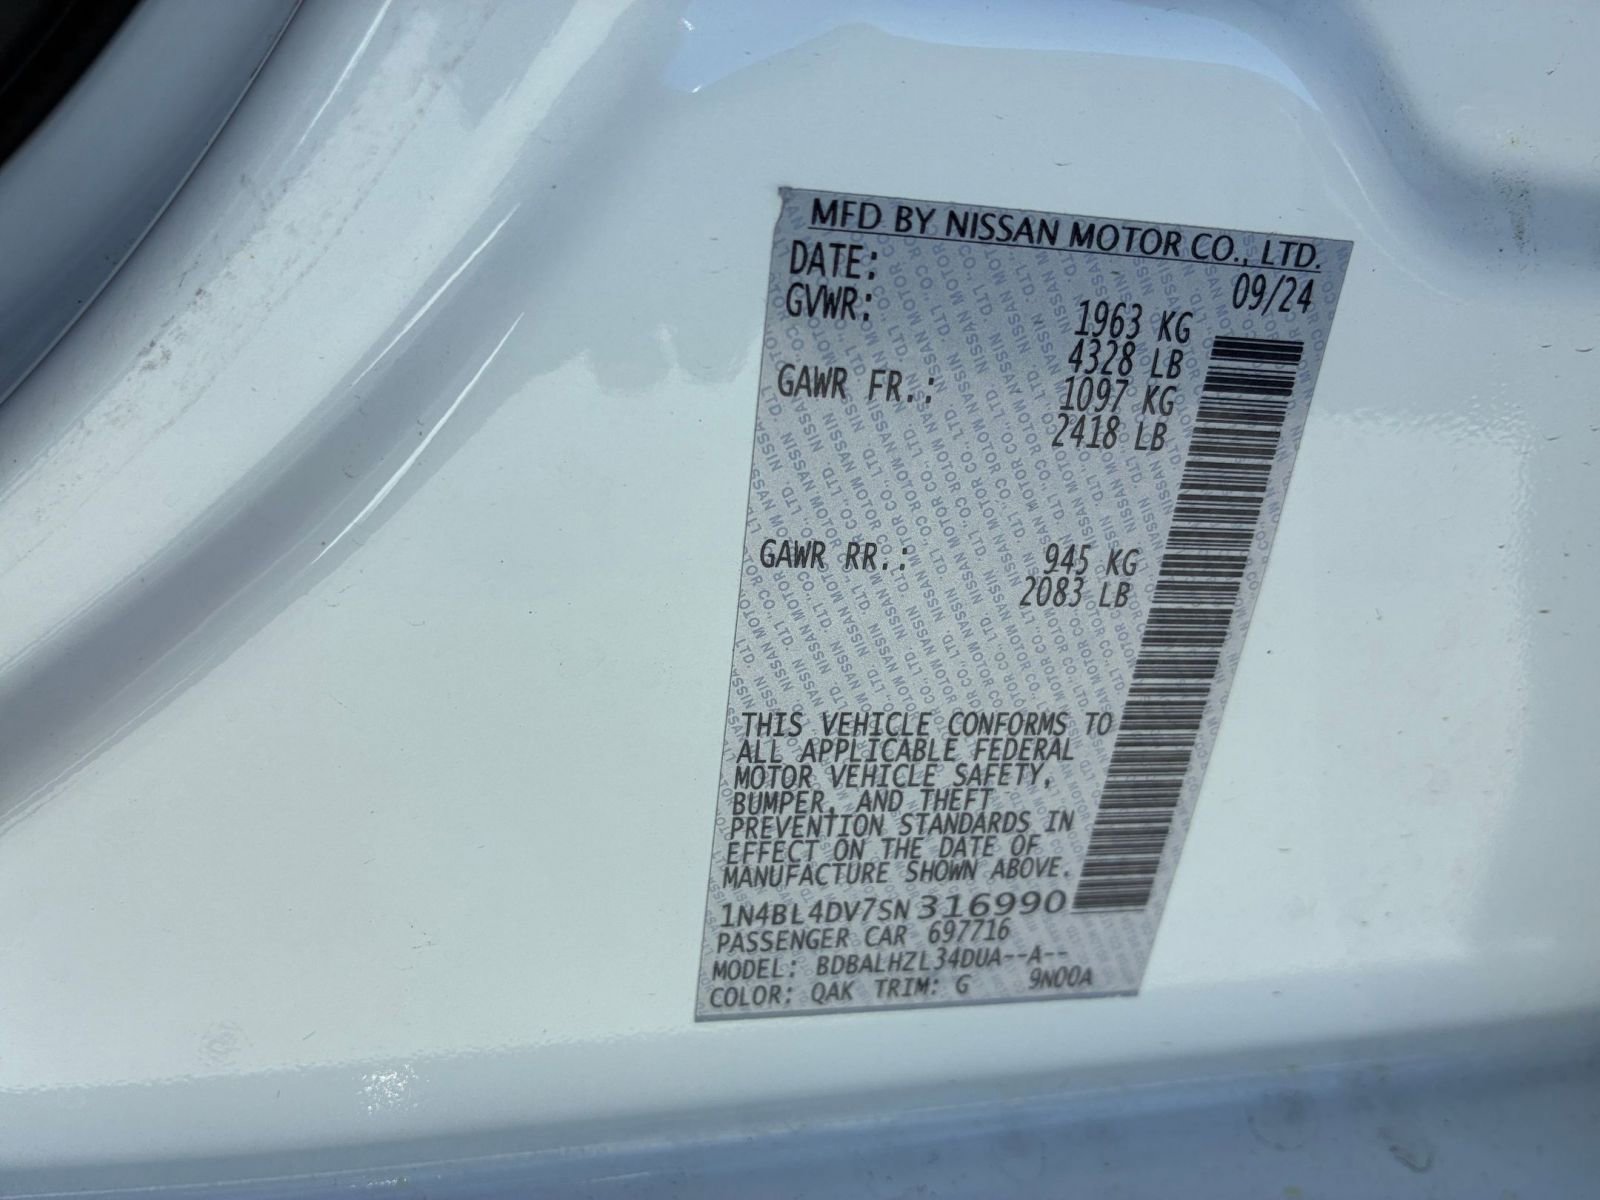 MFD BY NISSAN MOTOR CO., LTD.
DATE: 09/24
GVWR: 1963 KG
4328 LB
GAWR FR.: 1097 KG
2418 LB
GAWR RR.: 945 KG
2083 LB
THIS VEHICLE CONFORMS TO
ALL APPLICABLE FEDERAL
MOTOR VEHICLE SAFETY,
BUMPER, AND THEFT
PREVENTION STANDARDS IN
EFFECT ON THE DATE OF
MANUFACTURE SHOWN ABOVE.
1N4BL4DV7SN316990
PASSENGER CAR 697716
MODEL: BDBALHZL34DUA--A--
COLOR: QAK TRIM: G 9N00A